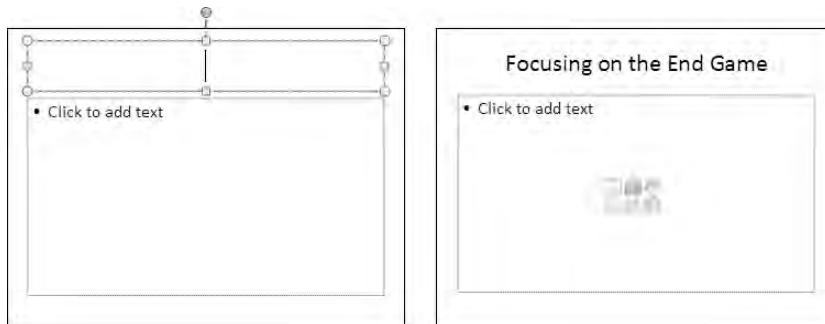 • Click to add text
Focusing on the End Game
• Click to add text